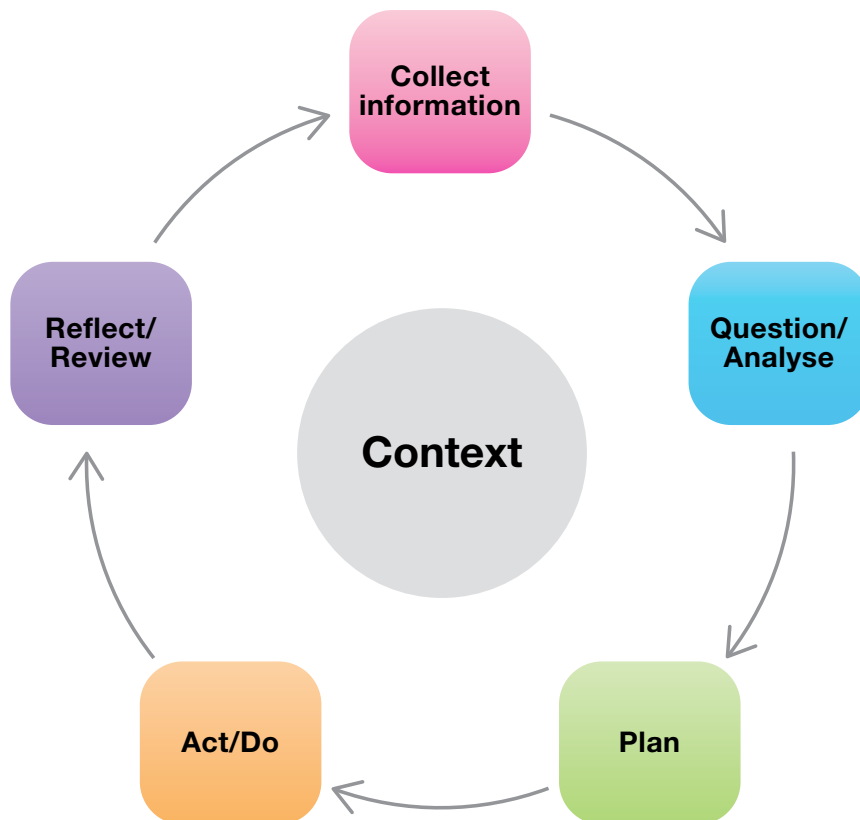 Collect
information
Question/
Analyse
Plan
Act/Do
Reflect/
Review
Context